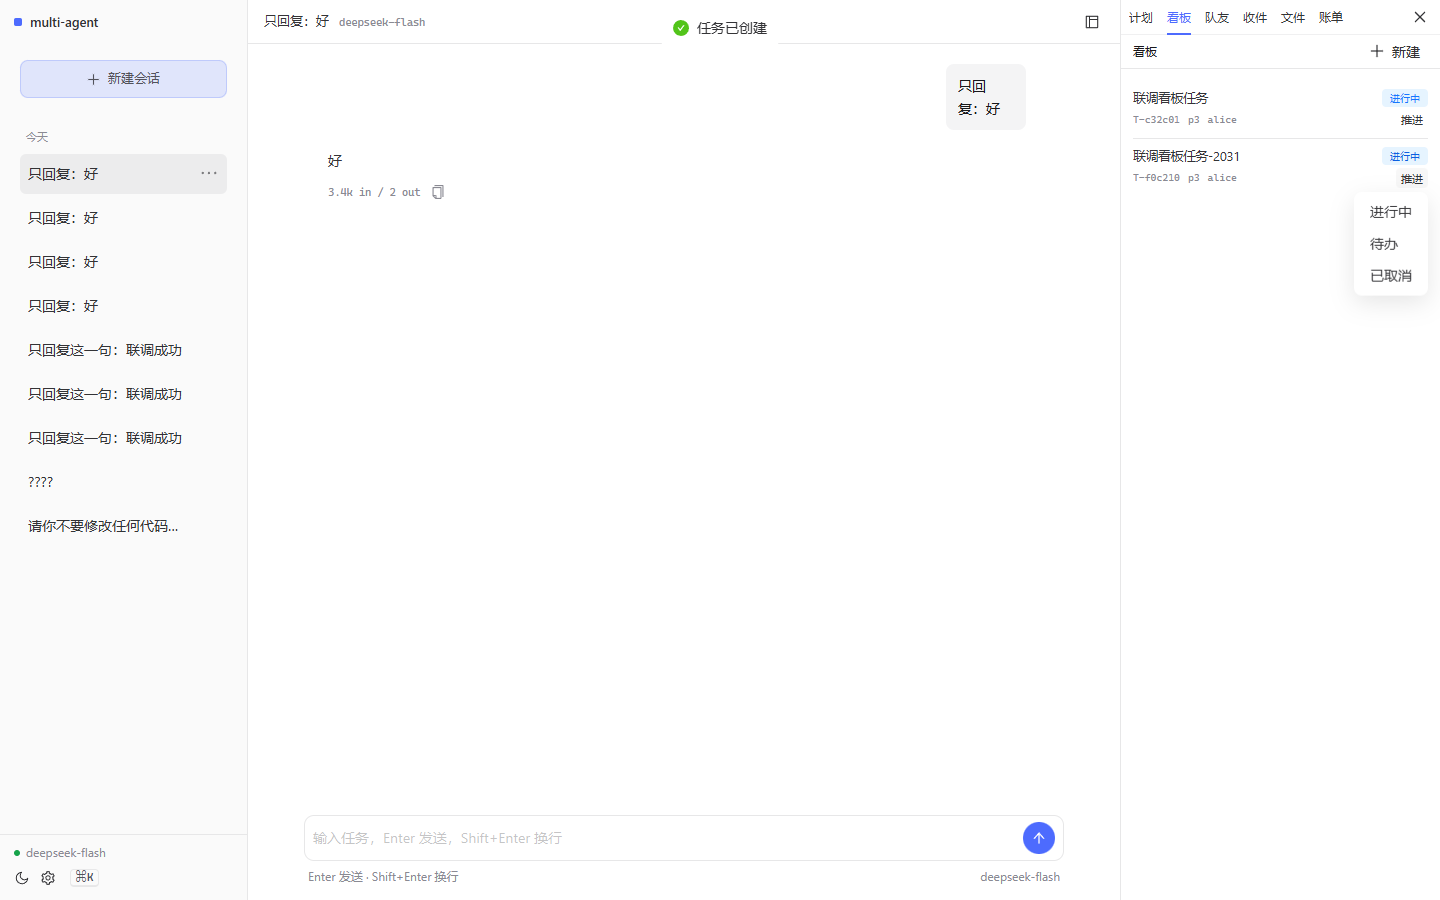 multi-agent
新建会话
今天
只回复：好
只回复：好
只回复：好
只回复：好
只回复这一句：联调成功
只回复这一句：联调成功
只回复这一句：联调成功
????
请你不要修改任何代码...
deepseek-flash
⌘K
只回复：好 deepseek-flash
任务已创建
只回
复：好
好
3.4k in / 2 out
输入任务，Enter 发送，Shift+Enter 换行
Enter 发送 · Shift+Enter 换行
deepseek-flash
计划 看板 队友 收件 文件 账单
看板
新建
联调看板任务 进行中
T-c32c01 p3 alice 推进
联调看板任务-2031 进行中
T-f0c210 p3 alice 推进
进行中
待办
已取消